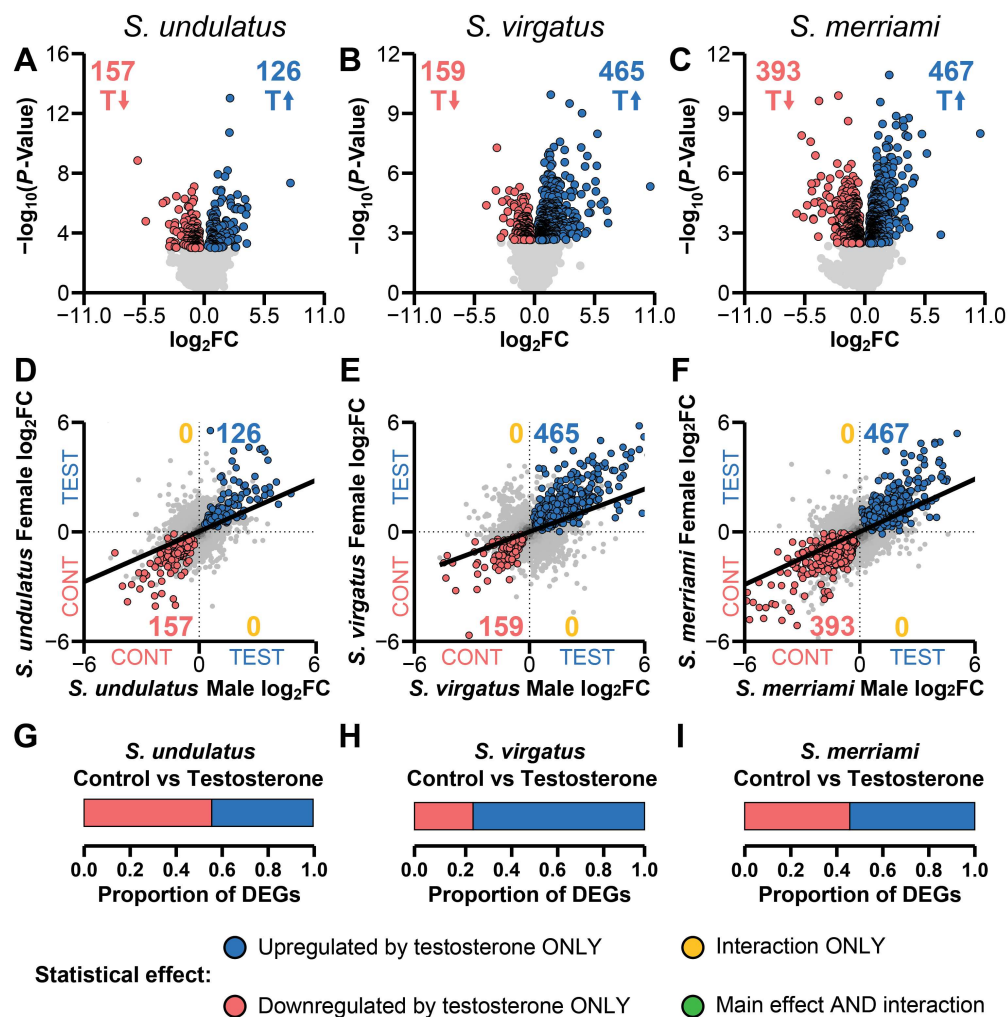 S. undulatus S. virgatus S. merriami
A
16
12
8
4
0
−log10(P-Value)
157
T↓
126
T↑
−11.0 −5.5 0.0 5.5 11.0
log2FC
B
12
9
6
3
0
−log10(P-Value)
159
T↓
465
T↑
−11.0 −5.5 0.0 5.5 11.0
log2FC
C
12
9
6
3
0
−log10(P-Value)
393
T↓
467
T↑
−11.0 −5.5 0.0 5.5 11.0
log2FC
D
S. undulatus Female log2FC
CONT TEST
6
0
−6
0 126
157 0
−6 0 6
CONT TEST
S. undulatus Male log2FC
E
S. virgatus Female log2FC
CONT TEST
6
0
−6
0 465
159 0
−6 0 6
CONT TEST
S. virgatus Male log2FC
F
S. merriami Female log2FC
CONT TEST
6
0
−6
0 467
393 0
−6 0 6
CONT TEST
S. merriami Male log2FC
G
S. undulatus
Control vs Testosterone
0.0 0.2 0.4 0.6 0.8 1.0
Proportion of DEGs
H
S. virgatus
Control vs Testosterone
0.0 0.2 0.4 0.6 0.8 1.0
Proportion of DEGs
I
S. merriami
Control vs Testosterone
0.0 0.2 0.4 0.6 0.8 1.0
Proportion of DEGs
Statistical effect:
Upregulated by testosterone ONLY
Interaction ONLY
Downregulated by testosterone ONLY
Main effect AND interaction